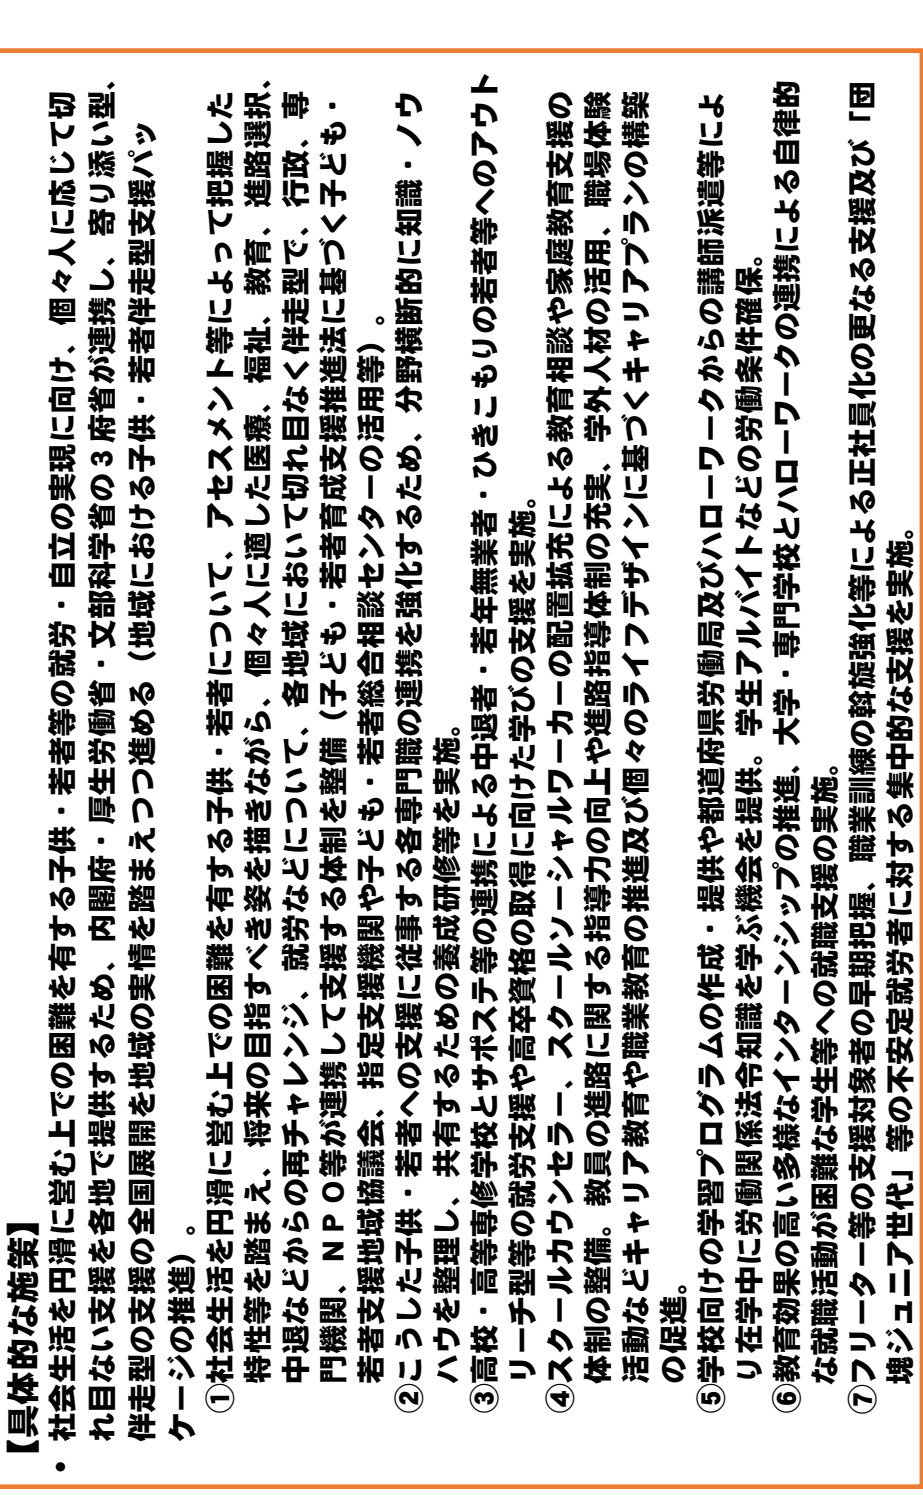 【具体的な施策】
・社会生活を円滑に営む上での困難を有する子供・若者等の就労・自立の実現に向け、個々人に応じて切
れ目ない支援を各地で提供するため、内閣府・厚生労働省・文部科学省の3府省が連携し、寄り添い型、
伴走型の支援の全国展開を地域の実情を踏まえつつ進める（地域における子供・若者伴走型支援パッ
ケージの推進）。
①社会生活を円滑に営む上での困難を有する子供・若者について、アセスメント等によって把握した
特性等を踏まえ、将来の目指すべき姿を描きながら、個々人に適した医療、福祉、教育、進路選択、
中退などからの再チャレンジ、就労などについて、各地域において切れ目なく伴走型で、行政、専
門機関、NPO等が連携して支援する体制を整備（子ども・若者育成支援推進法に基づく子ども・
若者支援地域協議会、指定支援機関や子ども・若者総合相談センターの活用等）。
②こうした子供・若者への支援に従事する各専門職の連携を強化するため、分野横断的に知識・ノウ
ハウを整理し、共有するための養成研修等を実施。
③高校・高等専修学校とサポステ等の連携による中退者・若年無業者・ひきこもりの若者等へのアウト
リーチ型等の就労支援や高卒資格の取得に向けた学びの支援を実施。
④スクールカウンセラー、スクールソーシャルワーカーの配置拡充による教育相談や家庭教育支援の
体制の整備。教員の進路に関する指導力の向上や進路指導体制の充実、学外人材の活用、職場体験
活動などキャリア教育や職業教育の推進及び個々のライフデザインに基づくキャリアプランの構築
の促進。
⑤学校向けの学習プログラムの作成・提供や都道府県労働局及びハローワークからの講師派遣等によ
り在学中に労働関係法令知識を学ぶ機会を提供。学生アルバイトなどの労働条件確保。
⑥教育効果の高い多様なインターンシップの推進、大学・専門学校とハローワークの連携による自律的
な就職活動が困難な学生等への就職支援の実施。
⑦フリーター等の支援対象者の早期把握、職業訓練の斡旋強化等による正社員化の更なる支援及び「団
塊ジュニア世代」等の不安定就労者に対する集中的な支援を実施。